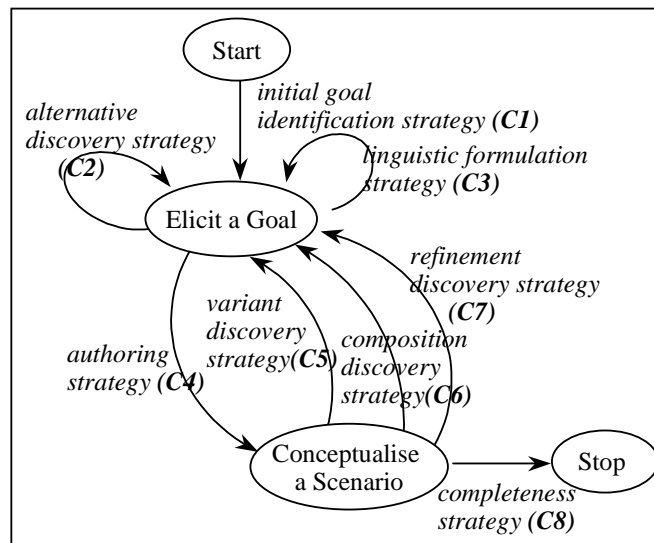 Start
initial goal
identification strategy (C1)
alternative
discovery strategy
(C2)
linguistic formulation
strategy (C3)
Elicit a Goal
refinement
discovery strategy
(C7)
variant
discovery
strategy(C5)
composition
discovery
strategy(C6)
authoring
strategy (C4)
Conceptualise
a Scenario
Stop
completeness
strategy (C8)